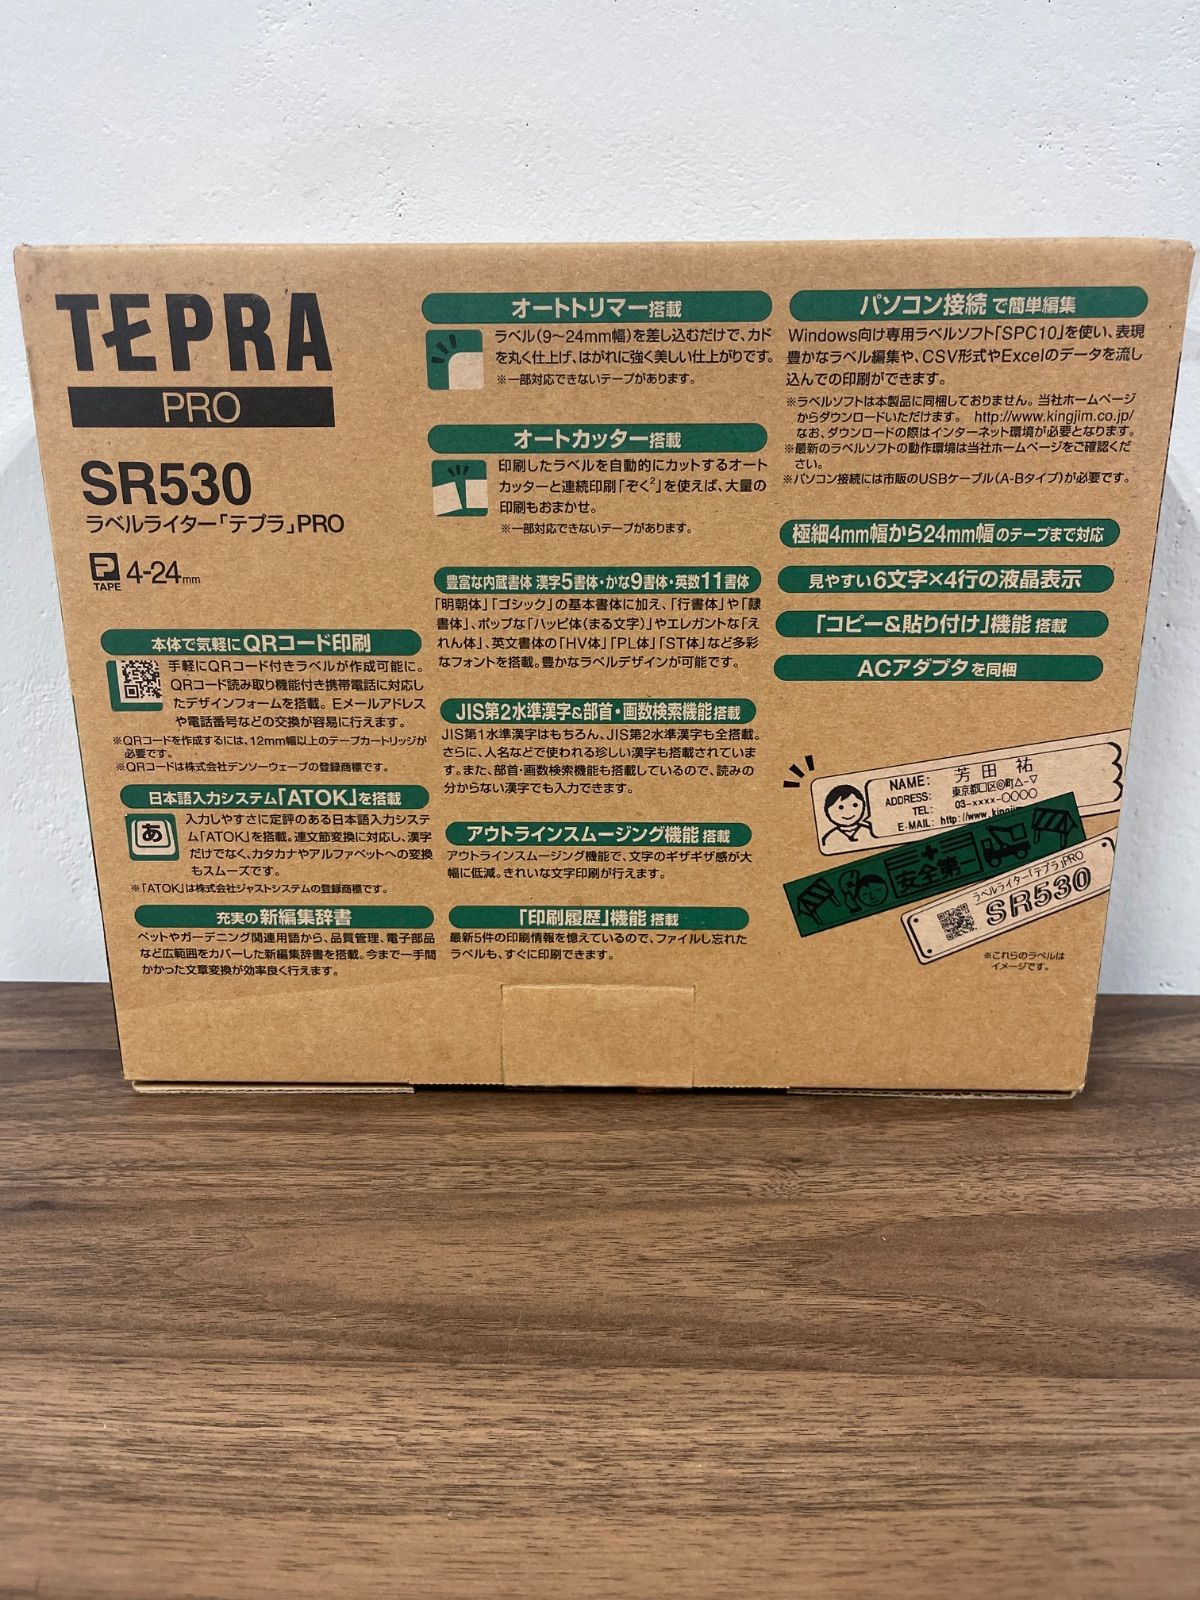 TEPRA
PRO
SR530
ラベルライター「テプラ」PRO
P
TAPE 4-24mm
本体で気軽にQRコード印刷
手軽にQRコード付きラベルが作成可能に。
QRコード読み取り機能付き携帯電話に対応し
たデザインフォームを搭載。Eメールアドレス
や電話番号などの交換が容易に行えます。
※QRコードを作成するには、12mm幅以上のテープカートリッジが
必要です。
※QRコードは株式会社デンソーウェーブの登録商標です。
日本語入力システム「ATOK」を搭載
あ
入力しやすさに定評のある日本語入力システ
ム「ATOK」を搭載。連文節変換に対応し、漢字
だけでなく、カタカナやアルファベットへの変換
もスムーズです。
※「ATOK」は株式会社ジャストシステムの登録商標です。
充実の新編集辞書
ペットやガーデニング関連用語から、品質管理、電子部品
など広範囲をカバーした新編集辞書を搭載。今まで一手間
かかった文章変換が効率良く行えます。
オートトリマー搭載
ラベル(9〜24mm幅)を差し込むだけで、カド
を丸く仕上げ、はがれに強く美しい仕上がりです。
※一部対応できないテープがあります。
オートカッター搭載
印刷したラベルを自動的にカットするオート
カッターと連続印刷「ぞく²」を使えば、大量の
印刷もおまかせ。
※一部対応できないテープがあります。
豊富な内蔵書体 漢字5書体・かな9書体・英数11書体
「明朝体」「ゴシック」の基本書体に加え、「行書体」や「隷
書体」、ポップな「ハッピ体(まる文字)」やエレガントな「え
れん体」、英文書体の「HV体」「PL体」「ST体」など多彩
なフォントを搭載。豊かなラベルデザインが可能です。
JIS第2水準漢字&部首・画数検索機能搭載
JIS第1水準漢字はもちろん、JIS第2水準漢字も全搭載。
さらに、人名などで使われる珍しい漢字も搭載されていま
す。また、部首・画数検索機能も搭載しているので、読みの
分からない漢字でも入力できます。
アウトラインスムージング機能 搭載
アウトラインスムージング機能で、文字のギザギザ感が大
幅に低減。きれいな文字印刷が行えます。
「印刷履歴」機能 搭載
最新5件の印刷情報を憶えているので、ファイルし忘れた
ラベルも、すぐに印刷できます。
パソコン接続 で簡単編集
Windows向け専用ラベルソフト「SPC10」を使い、表現
豊かなラベル編集や、CSV形式やExcelのデータを流し
込んでの印刷ができます。
※ラベルソフトは本製品に同梱しておりません。当社ホームページ
からダウンロードいただけます。 http://www.kingjim.co.jp/
なお、ダウンロードの際はインターネット環境が必要となります。
※最新のラベルソフトの動作環境は当社ホームページをご確認くだ
さい。
※パソコン接続には市販のUSBケーブル(A-Bタイプ)が必要です。
極細4mm幅から24mm幅のテープまで対応
見やすい6文字×4行の液晶表示
「コピー&貼り付け」機能 搭載
ACアダプタを同梱
NAME: 芳田 祐
ADDRESS: 東京都□区◎町△-▽
TEL: 03-xxxx-○○○○
E-MAIL: http://www.kingjim
安全第一
ラベルライター「テプラ」PRO
SR530
※これらのラベルは
イメージです。